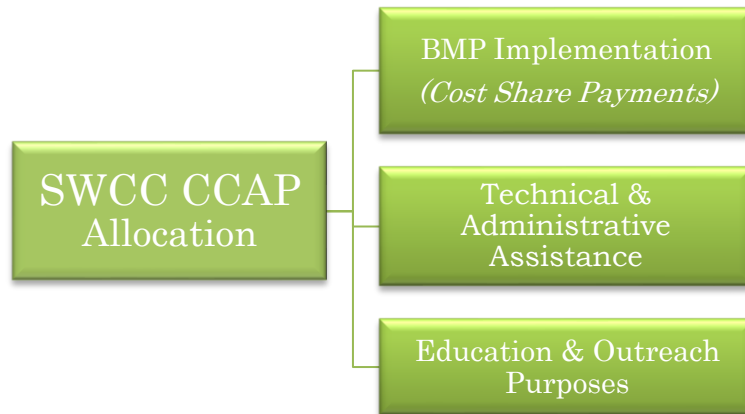 SWCC CCAP
Allocation
BMP Implementation
(Cost Share Payments)
Technical &
Administrative
Assistance
Education & Outreach
Purposes